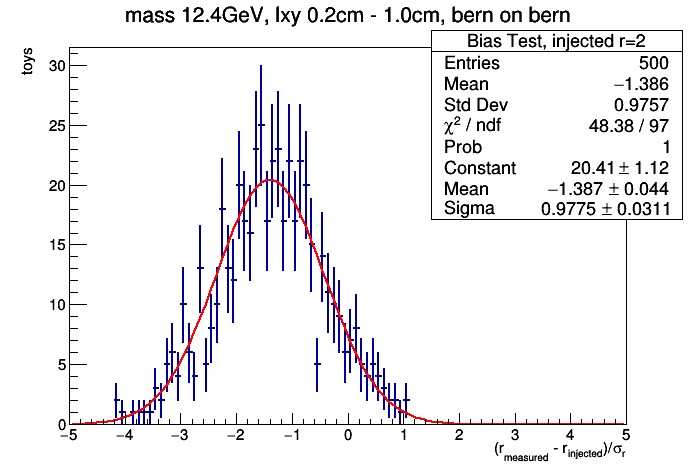 mass 12.4GeV, lxy 0.2cm - 1.0cm, bern on bern
Bias Test, injected r=2
Entries 500
Mean −1.386
Std Dev 0.9757
χ² / ndf 48.38 / 97
Prob 1
Constant 20.41 ± 1.12
Mean −1.387 ± 0.044
Sigma 0.9775 ± 0.0311
toys
30
25
20
15
10
5
0
−5 −4 −3 −2 −1 0 1 2 3 4 5
(r_measured - r_injected)/σ_r